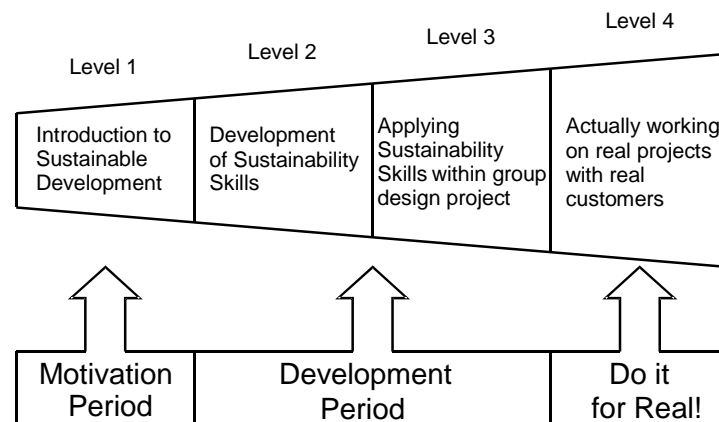 Level 1
Level 2
Level 3
Level 4
Introduction to
Sustainable
Development
Development
of Sustainability
Skills
Applying
Sustainability
Skills within group
design project
Actually working
on real projects
with real
customers
Motivation
Period
Development
Period
Do it
for Real!